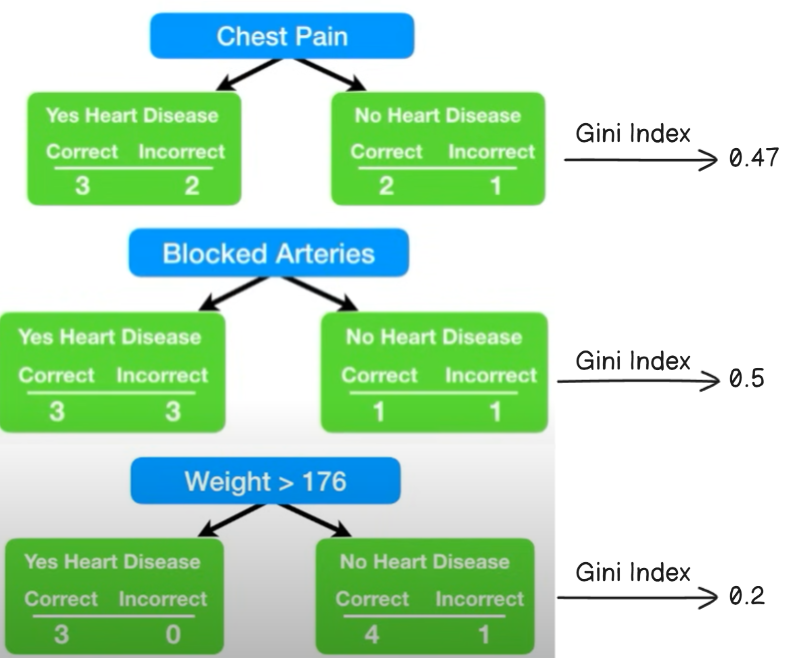 Chest Pain
Yes Heart Disease
Correct Incorrect
3 2
No Heart Disease
Correct Incorrect
2 1
Gini Index
0.47
Blocked Arteries
Yes Heart Disease
Correct Incorrect
3 3
No Heart Disease
Correct Incorrect
1 1
Gini Index
0.5
Weight > 176
Yes Heart Disease
Correct Incorrect
3 0
No Heart Disease
Correct Incorrect
4 1
Gini Index
0.2